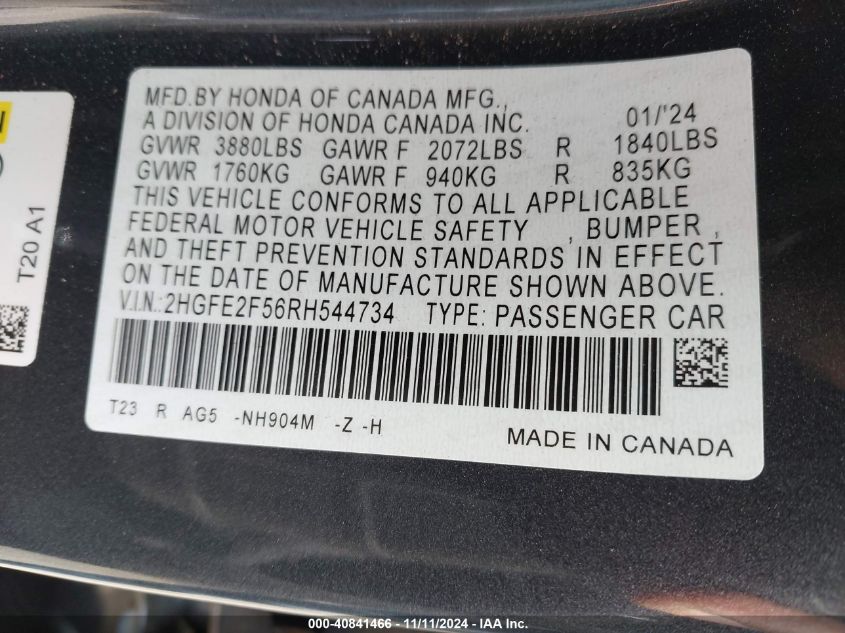 MFD.BY HONDA OF CANADA MFG.,
A DIVISION OF HONDA CANADA INC. 01/'24
GVWR 3880LBS GAWR F 2072LBS R 1840LBS
GVWR 1760KG GAWR F 940KG R 835KG
THIS VEHICLE CONFORMS TO ALL APPLICABLE
FEDERAL MOTOR VEHICLE SAFETY , BUMPER ,
AND THEFT PREVENTION STANDARDS IN EFFECT
ON THE DATE OF MANUFACTURE SHOWN ABOVE.
V.I.N.:2HGFE2F56RH544734 TYPE: PASSENGER CAR
T23 R AG5 -NH904M -Z -H
MADE IN CANADA
T20 A1
000-40841466 - 11/11/2024 - IAA Inc.